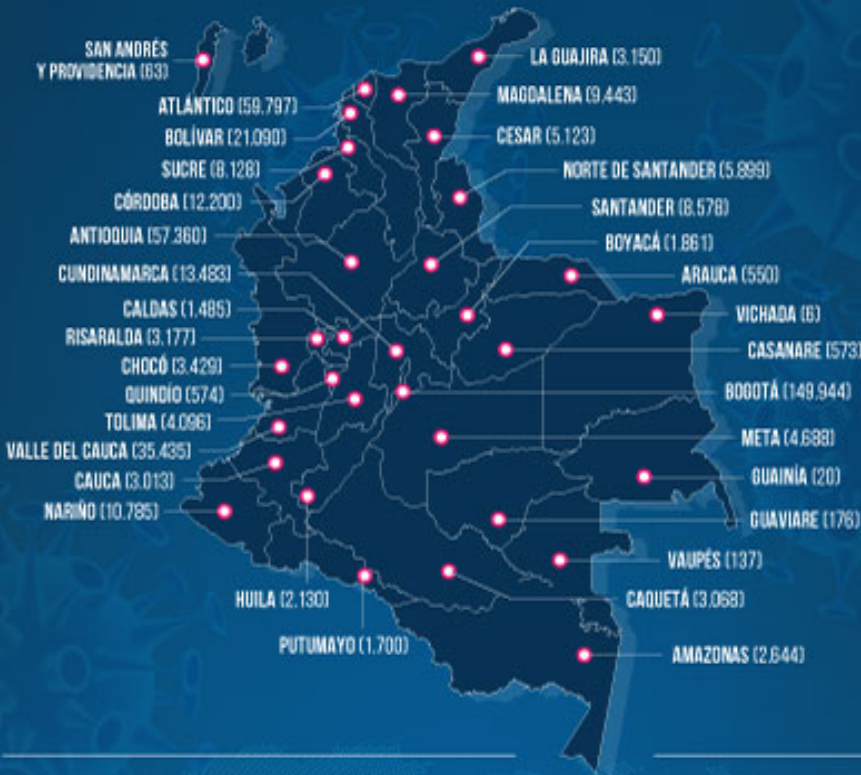 SAN ANDRÉS
Y PROVIDENCIA (63)
ATLÁNTICO (59.797)
BOLÍVAR (21.090)
SUCRE (8.128)
CÓRDOBA (12.200)
ANTIOQUIA (57.360)
CUNDINAMARCA (13.483)
CALDAS (1.485)
RISARALDA (3.177)
CHOCÓ (3.429)
QUINDÍO (574)
TOLIMA (4.096)
VALLE DEL CAUCA (35.435)
CAUCA (3.013)
NARIÑO (10.785)
HUILA (2.130)
PUTUMAYO (1.700)
LA GUAJIRA (3.150)
MAGDALENA (9.443)
CESAR (5.123)
NORTE DE SANTANDER (5.899)
SANTANDER (8.578)
BOYACÁ (1.861)
ARAUCA (550)
VICHADA (6)
CASANARE (573)
BOGOTÁ (149.944)
META (4.688)
GUAINÍA (20)
GUAVIARE (176)
VAUPÉS (137)
CAQUETÁ (3.068)
AMAZONAS (2.644)